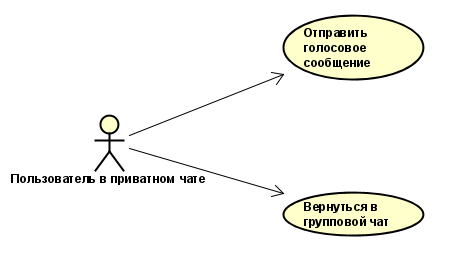 Отправить
голосовое
сообщение
Пользователь в приватном чате
Вернуться в
групповой чат